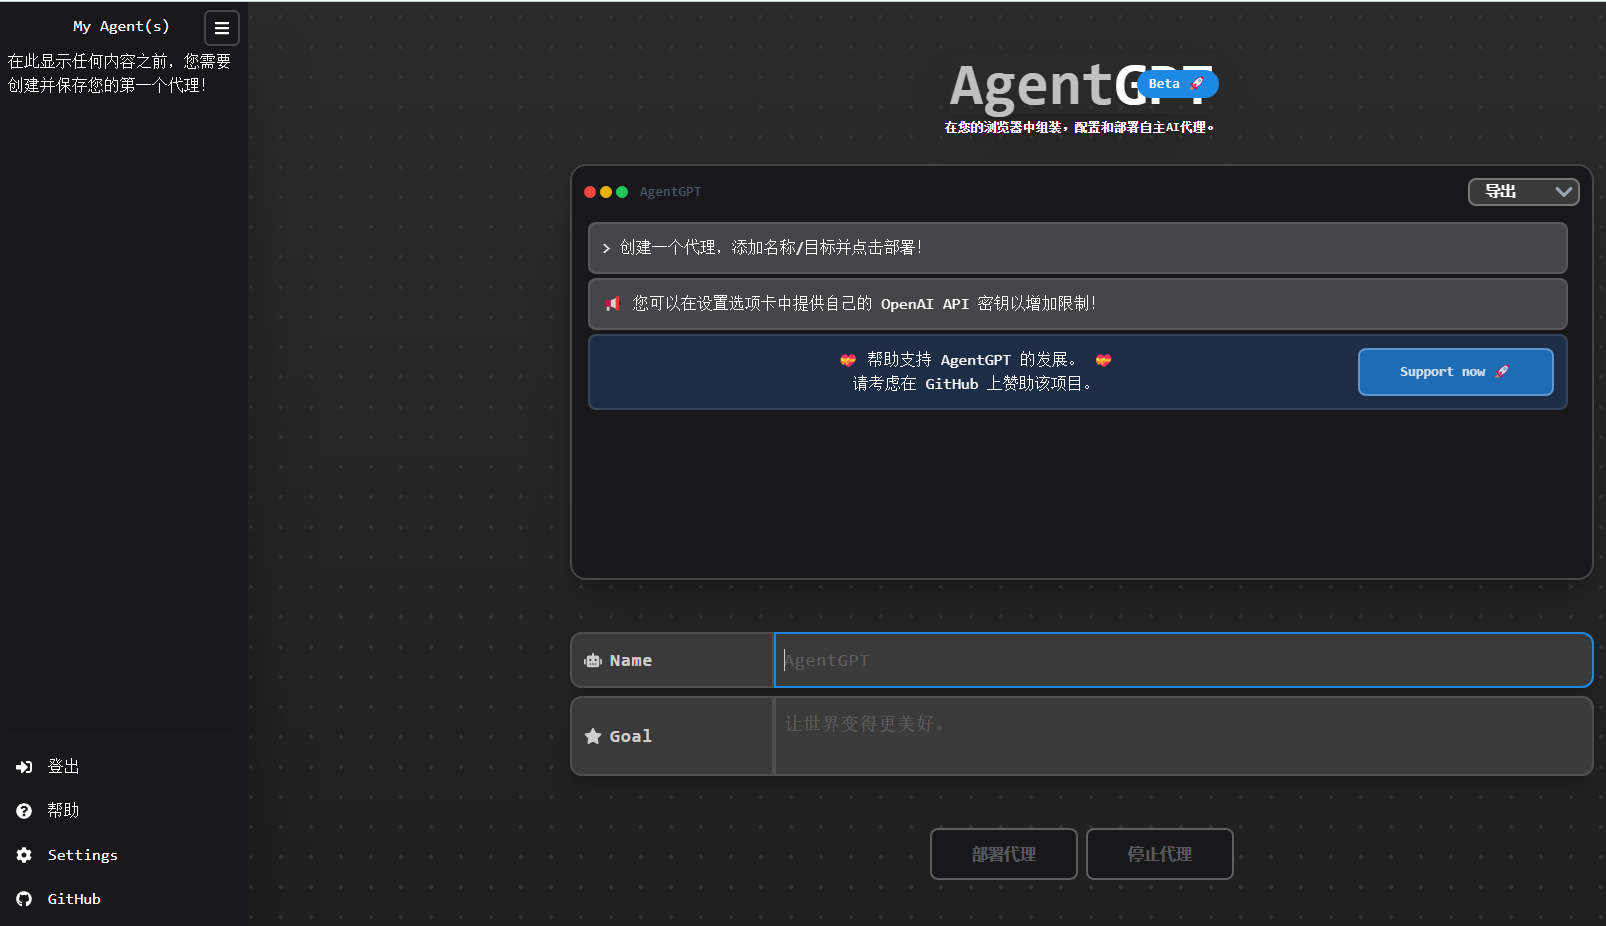 My Agent(s)
在此显示任何内容之前，您需要
创建并保存您的第一个代理！
登出
帮助
Settings
GitHub
AgentGPT
Beta 🚀
在您的浏览器中组装，配置和部署自主AI代理。
AgentGPT
导出
> 创建一个代理，添加名称/目标并点击部署！
📢 您可以在设置选项卡中提供自己的 OpenAI API 密钥以增加限制！
💝 帮助支持 AgentGPT 的发展。 💝
请考虑在 GitHub 上赞助该项目。
Support now 🚀
Name
AgentGPT
Goal
让世界变得更美好。
部署代理
停止代理